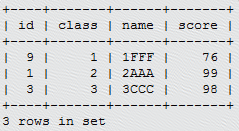 +----+-------+------+-------+
| id | class | name | score |
+----+-------+------+-------+
| 9 | 1 | 1FFF | 76 |
| 1 | 2 | 2AAA | 99 |
| 3 | 3 | 3CCC | 98 |
+----+-------+------+-------+
3 rows in set